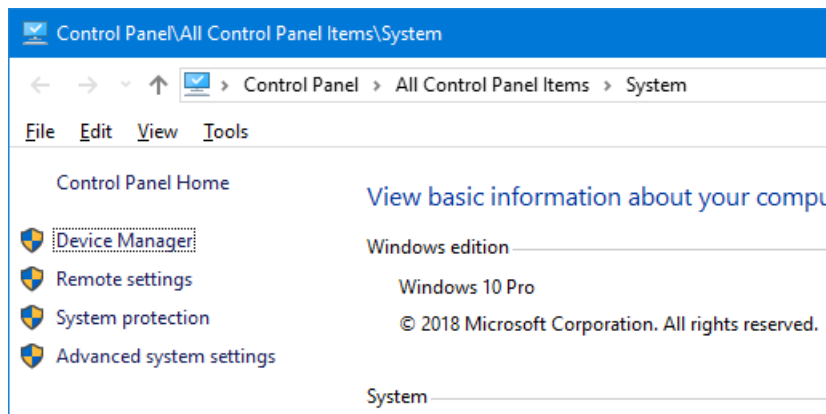 Control Panel\All Control Panel Items\System
Control Panel > All Control Panel Items > System
File Edit View Tools
Control Panel Home
Device Manager
Remote settings
System protection
Advanced system settings
View basic information about your compu
Windows edition
Windows 10 Pro
© 2018 Microsoft Corporation. All rights reserved.
System